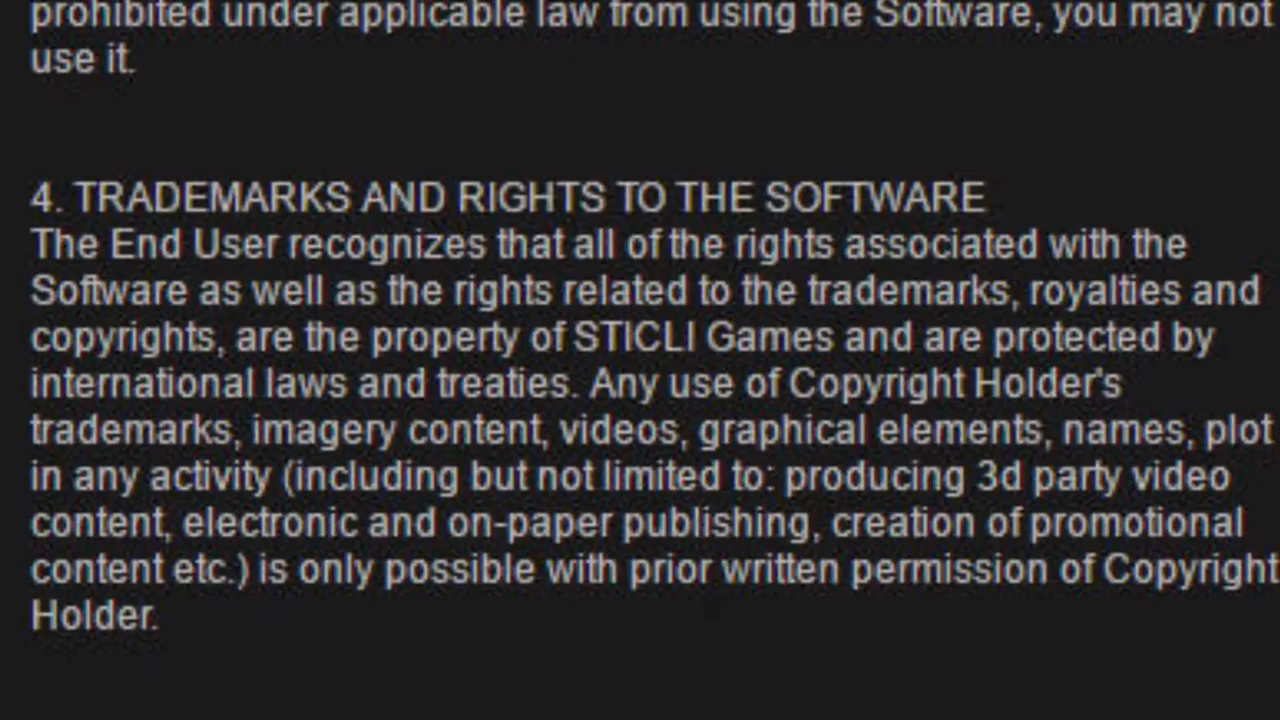 prohibited under applicable law from using the Software, you may not
use it.
4. TRADEMARKS AND RIGHTS TO THE SOFTWARE
The End User recognizes that all of the rights associated with the
Software as well as the rights related to the trademarks, royalties and
copyrights, are the property of STICLI Games and are protected by
international laws and treaties. Any use of Copyright Holder's
trademarks, imagery content, videos, graphical elements, names, plot
in any activity (including but not limited to: producing 3d party video
content, electronic and on-paper publishing, creation of promotional
content etc.) is only possible with prior written permission of Copyright
Holder.